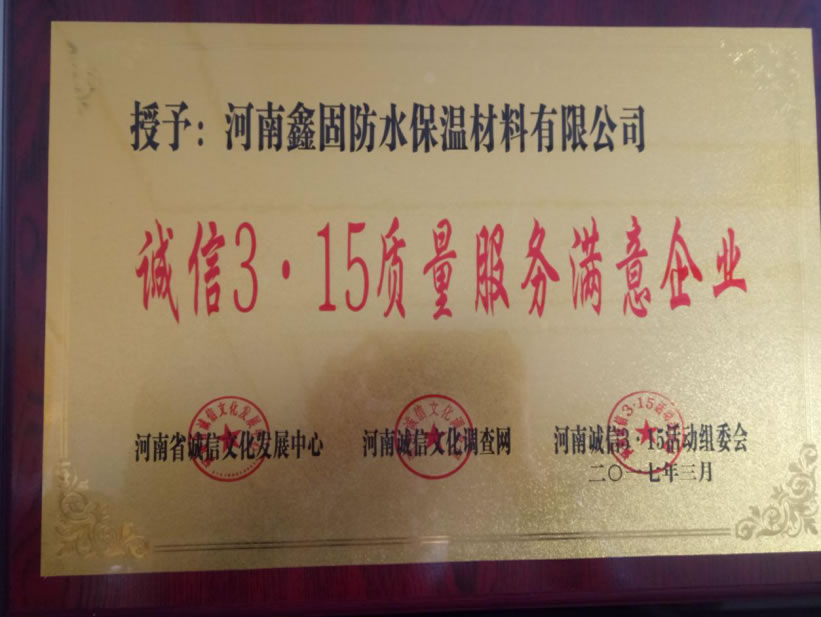 授予：河南鑫固防水保温材料有限公司
诚信3·15质量服务满意企业
河南省诚信文化发展中心 河南诚信文化调查网 河南诚信3·15活动组委会
二〇一七年三月